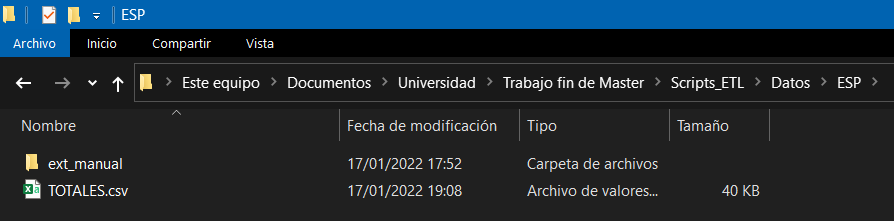 ESP
Archivo Inicio Compartir Vista
Este equipo Documentos Universidad Trabajo fin de Master Scripts_ETL Datos ESP
Nombre Fecha de modificación Tipo Tamaño
ext_manual 17/01/2022 17:52 Carpeta de archivos
TOTALES.csv 17/01/2022 19:08 Archivo de valores... 40 KB